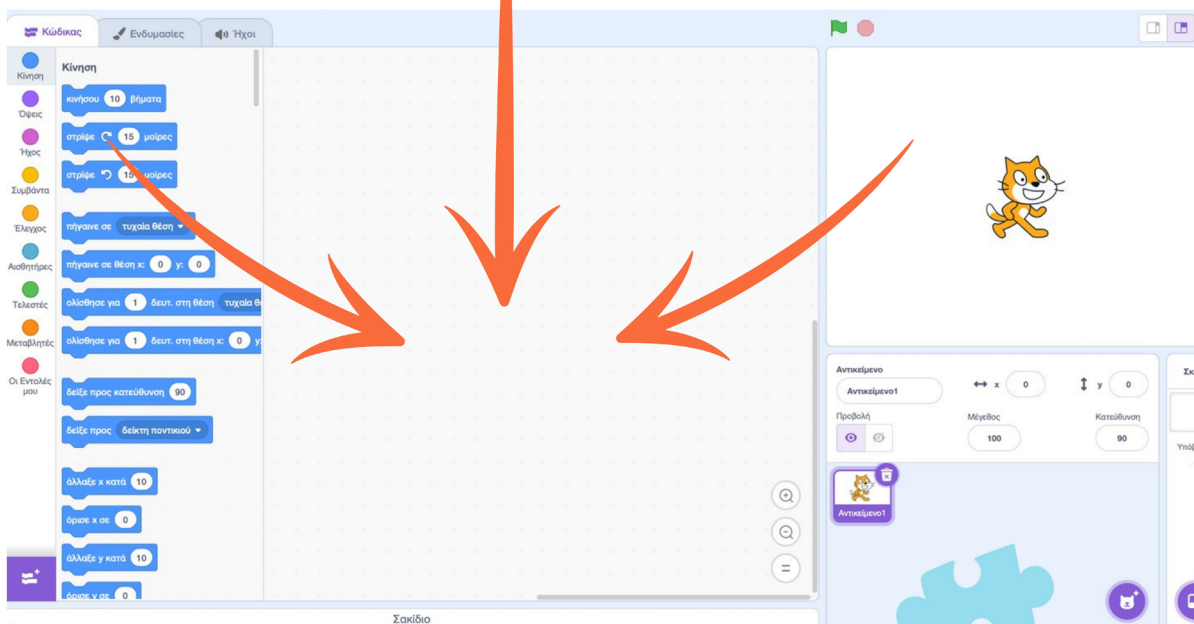 Κώδικας
Ενδυμασίες
Ήχοι
Κίνηση
Όψεις
Ήχος
Συμβάντα
Έλεγχος
Αισθητήρες
Τελεστές
Μεταβλητές
Οι Εντολές
μου
Κίνηση
κινήσου 10 βήματα
στρίψε 15 μοίρες
στρίψε 15 μοίρες
πήγαινε σε τυχαία θέση
πήγαινε σε θέση x: 0 y: 0
ολίσθησε για 1 δευτ. στη θέση τυχαία
ολίσθησε για 1 δευτ. στη θέση x: 0 y
δείξε προς κατεύθυνση 90
δείξε προς δείκτη ποντικιού
άλλαξε x κατά 10
όρισε x σε 0
άλλαξε y κατά 10
όρισε y σε 0
Σακίδιο
Αντικείμενο
Αντικείμενο1
x 0
y 0
Προβολή
Μέγεθος
100
Κατεύθυνση
90
Αντικείμενο1